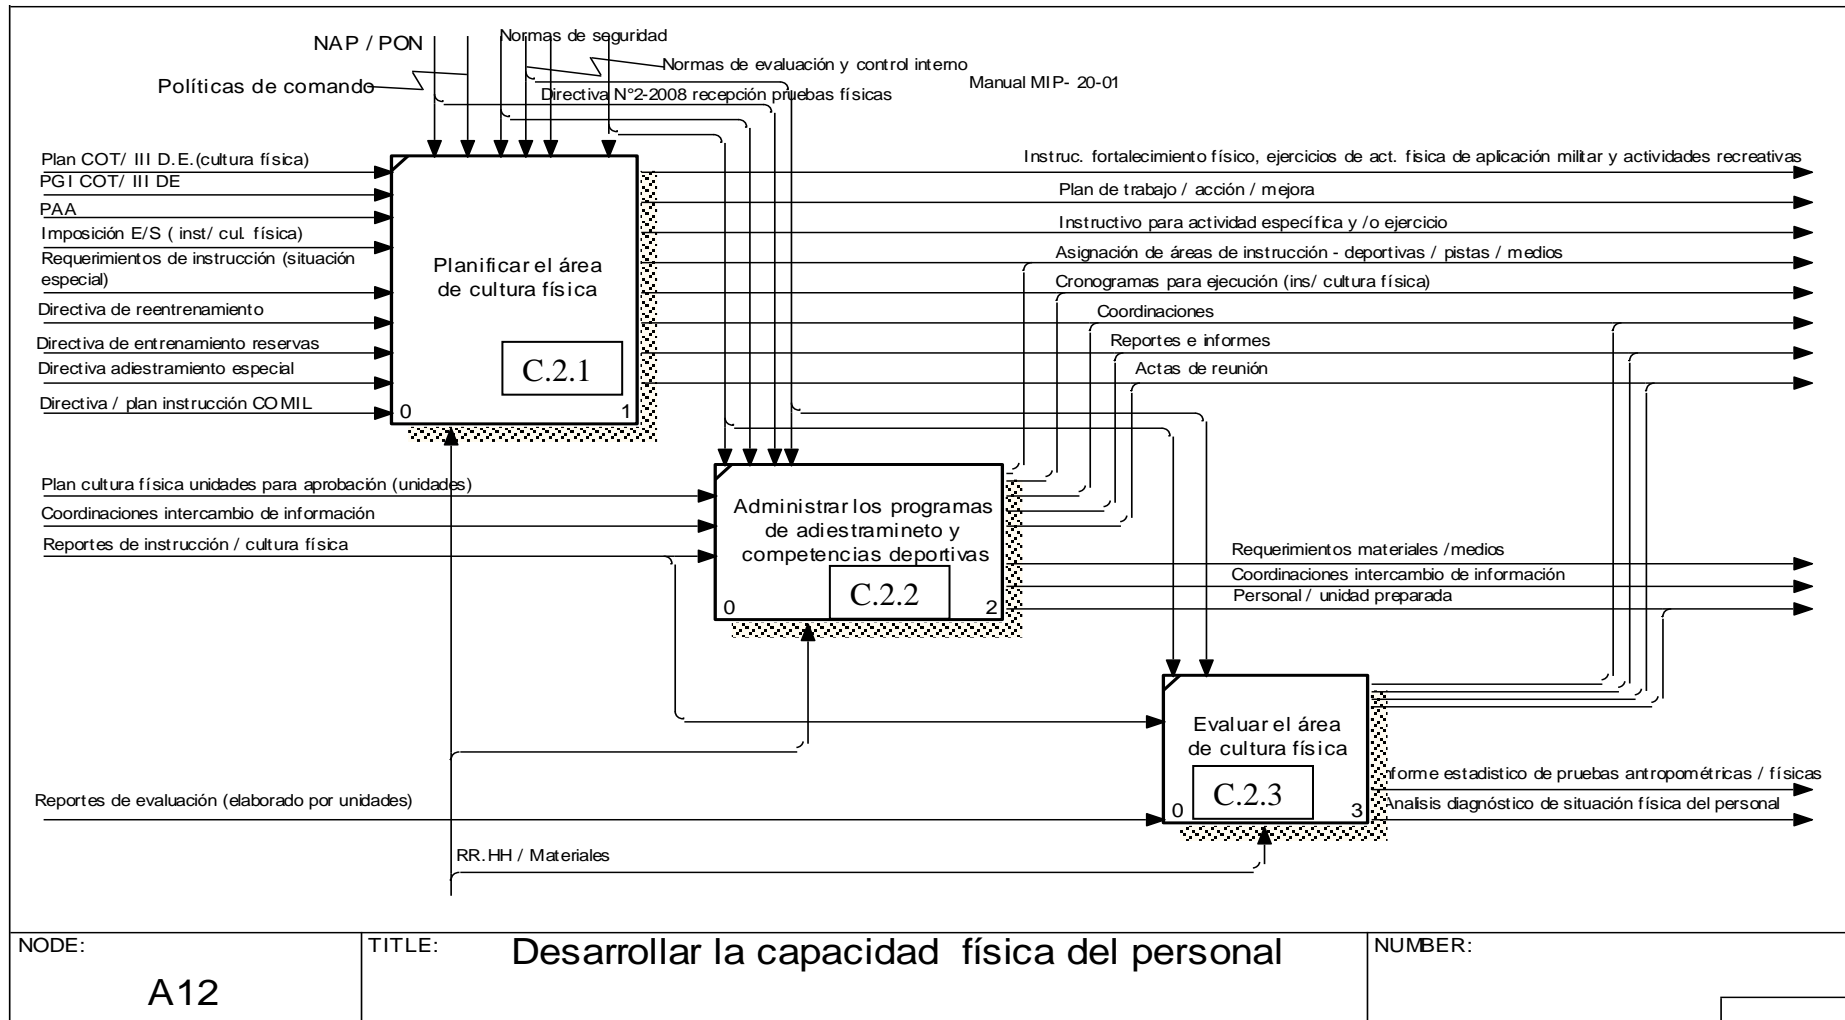 NAP / PON
Normas de seguridad
Normas de evaluación y control interno
Políticas de comando
Manual MIP- 20-01
Directiva N°2-2008 recepción pruebas físicas
Plan COT/ III D.E.(cultura física)
PGI COT/ III DE
PAA
Imposición E/S ( inst/ cul. física)
Requerimientos de instrucción (situación
especial)
Directiva de reentrenamiento
Directiva de entrenamiento reservas
Directiva adiestramiento especial
Directiva / plan instrucción COMIL
Planificar el área
de cultura física
C.2.1
0
1
Instruc. fortalecimiento físico, ejercicios de act. física de aplicación militar y actividades recreativas
Plan de trabajo / acción / mejora
Instructivo para actividad específica y /o ejercicio
Asignación de áreas de instrucción - deportivas / pistas / medios
Cronogramas para ejecución (ins/ cultura física)
Coordinaciones
Reportes e informes
Actas de reunión
Plan cultura física unidades para aprobación (unidades)
Coordinaciones intercambio de información
Reportes de instrucción / cultura física
Administrar los programas
de adiestramineto y
competencias deportivas
C.2.2
0
2
Requerimientos materiales /medios
Coordinaciones intercambio de información
Personal / unidad preparada
Evaluar el área
de cultura física
C.2.3
0
3
nforme estadistico de pruebas antropométricas / físicas
Analisis diagnóstico de situación física del personal
Reportes de evaluación (elaborado por unidades)
RR.HH / Materiales
NODE:
A12
TITLE:
Desarrollar la capacidad física del personal
NUMBER: